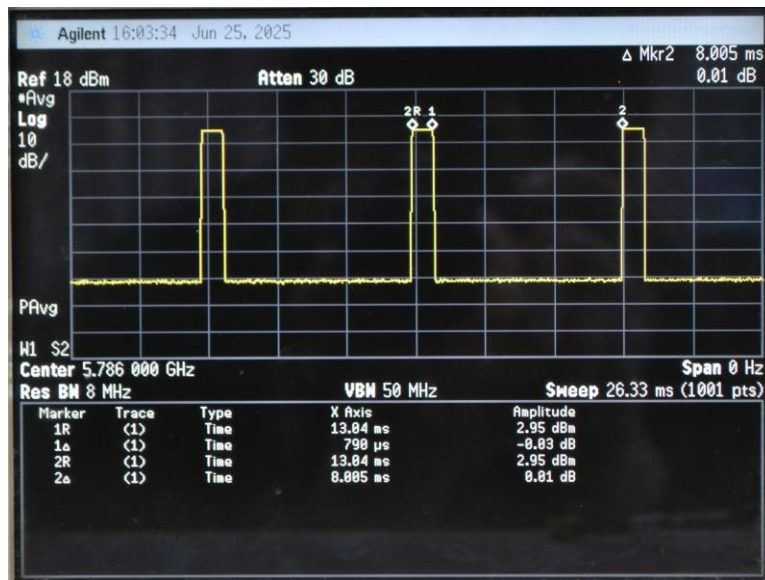 Agilent 16:03:34 Jun 25, 2025
Δ Mkr2 8.005 ms
Ref 18 dBm Atten 30 dB 0.01 dB
*Avg
Log
10
dB/
2R 1 2
PAvg
W1 S2
Center 5.786 000 GHz Span 0 Hz
Res BW 8 MHz VBW 50 MHz Sweep 26.33 ms (1001 pts)
Marker Trace Type X Axis Amplitude
1R (1) Time 13.04 ms 2.95 dBm
1Δ (1) Time 790 µs -0.03 dB
2R (1) Time 13.04 ms 2.95 dBm
2Δ (1) Time 8.005 ms 0.01 dB